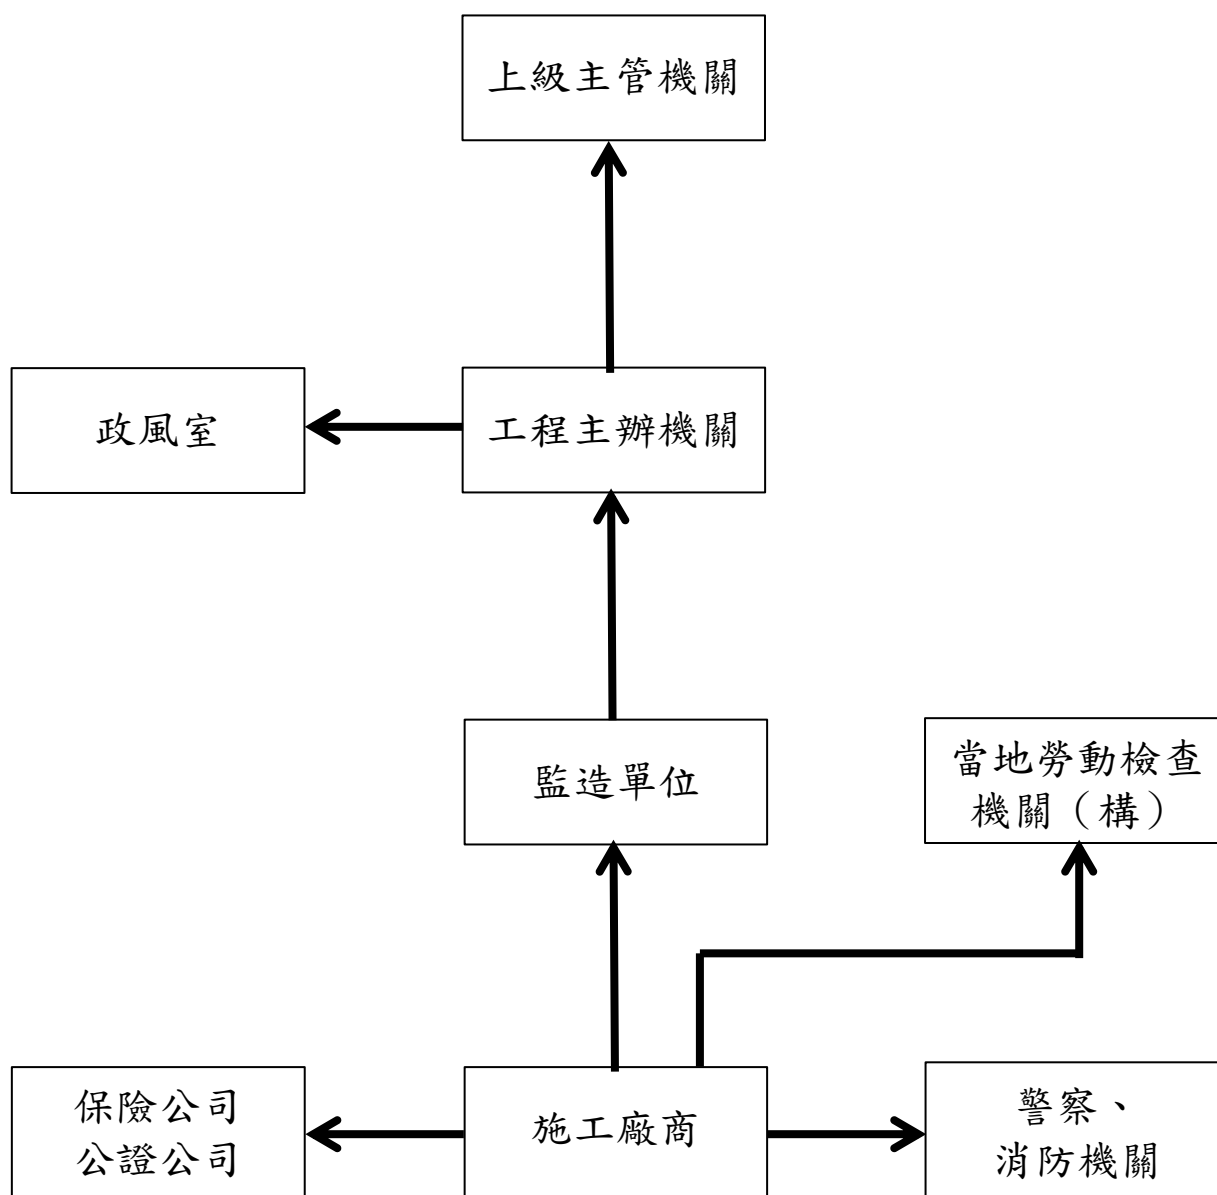 上級主管機關
政風室
工程主辦機關
監造單位
當地勞動檢查
機關（構）
保險公司
公證公司
施工廠商
警察、
消防機關